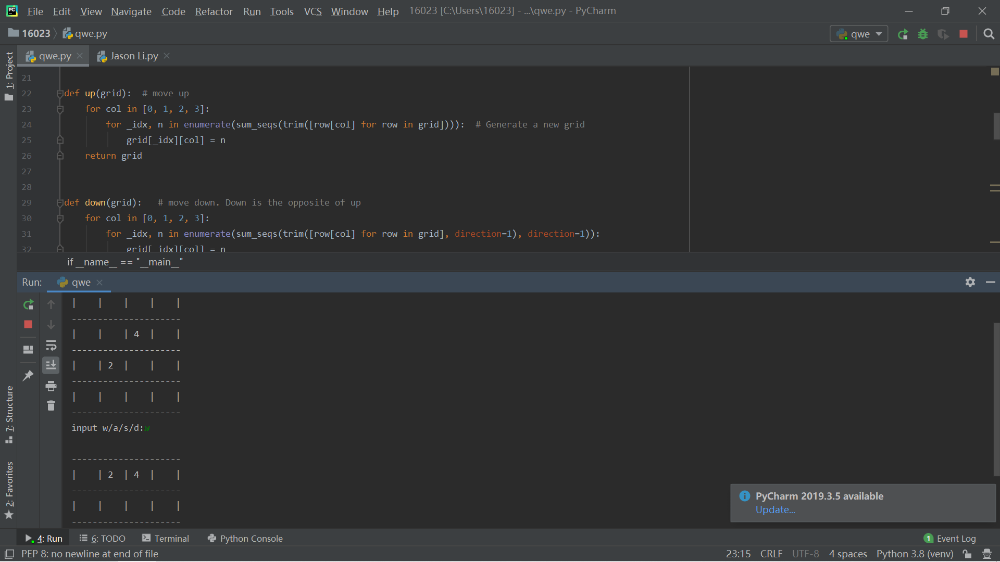 File Edit View Navigate Code Refactor Run Tools VCS Window Help 16023 [C:\Users\16023] - ...\qwe.py - PyCharm
16023 qwe.py qwe
qwe.py Jason Li.py
21
22 def up(grid):  # move up
23     for col in [0, 1, 2, 3]:
24         for _idx, n in enumerate(sum_seqs(trim([row[col] for row in grid]))):  # Generate a new grid
25             grid[_idx][col] = n
26     return grid
27
28
29 def down(grid):   # move down. Down is the opposite of up
30     for col in [0, 1, 2, 3]:
31         for _idx, n in enumerate(sum_seqs(trim([row[col] for row in grid], direction=1), direction=1)):
32             grid[_idx][col] = n
if __name__ == "__main__"
Run: qwe
|    |    |    |    |
---------------------
|    |    | 4  |    |
---------------------
|    | 2  |    |    |
---------------------
|    |    |    |    |
---------------------
input w/a/s/d:w
---------------------
|    | 2  | 4  |    |
---------------------
|    |    |    |    |
---------------------
1: Project
7: Structure
2: Favorites
PyCharm 2019.3.5 available
Update...
4: Run 6: TODO Terminal Python Console 1 Event Log
PEP 8: no newline at end of file 23:15 CRLF UTF-8 4 spaces Python 3.8 (venv)